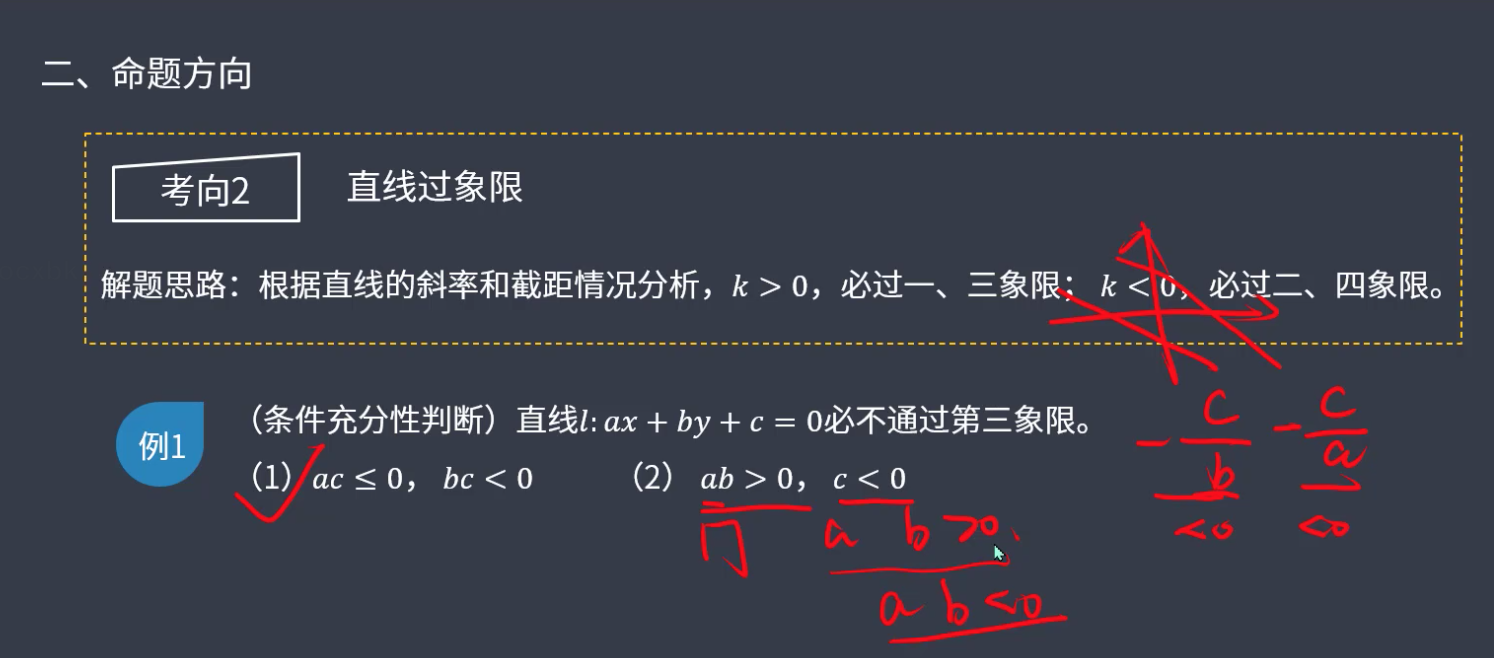 二、命题方向
考向2 直线过象限
解题思路：根据直线的斜率和截距情况分析，k > 0，必过一、三象限； k < 0，必过二、四象限。
例1 （条件充分性判断）直线l: ax + by + c = 0必不通过第三象限。
（1）ac ≤ 0， bc < 0 （2） ab > 0， c < 0
-c/b <0 -c/a <0
a b >0
a b <0